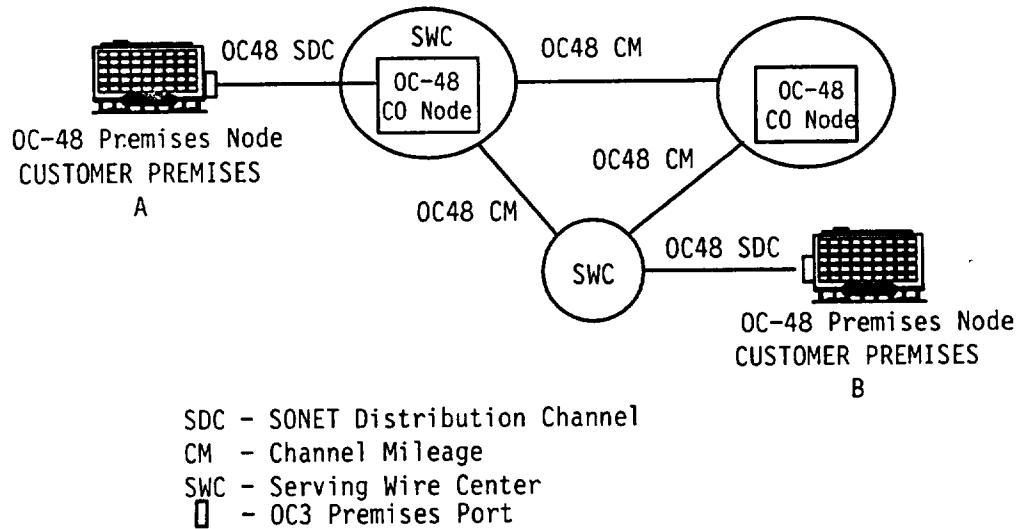 OC48 SDC
SWC
OC-48
CO Node
OC48 CM
OC-48
CO Node
OC-48 Premises Node
CUSTOMER PREMISES
A
OC48 CM
OC48 CM
SWC
OC48 SDC
OC-48 Premises Node
CUSTOMER PREMISES
B
SDC - SONET Distribution Channel
CM - Channel Mileage
SWC - Serving Wire Center
- OC3 Premises Port